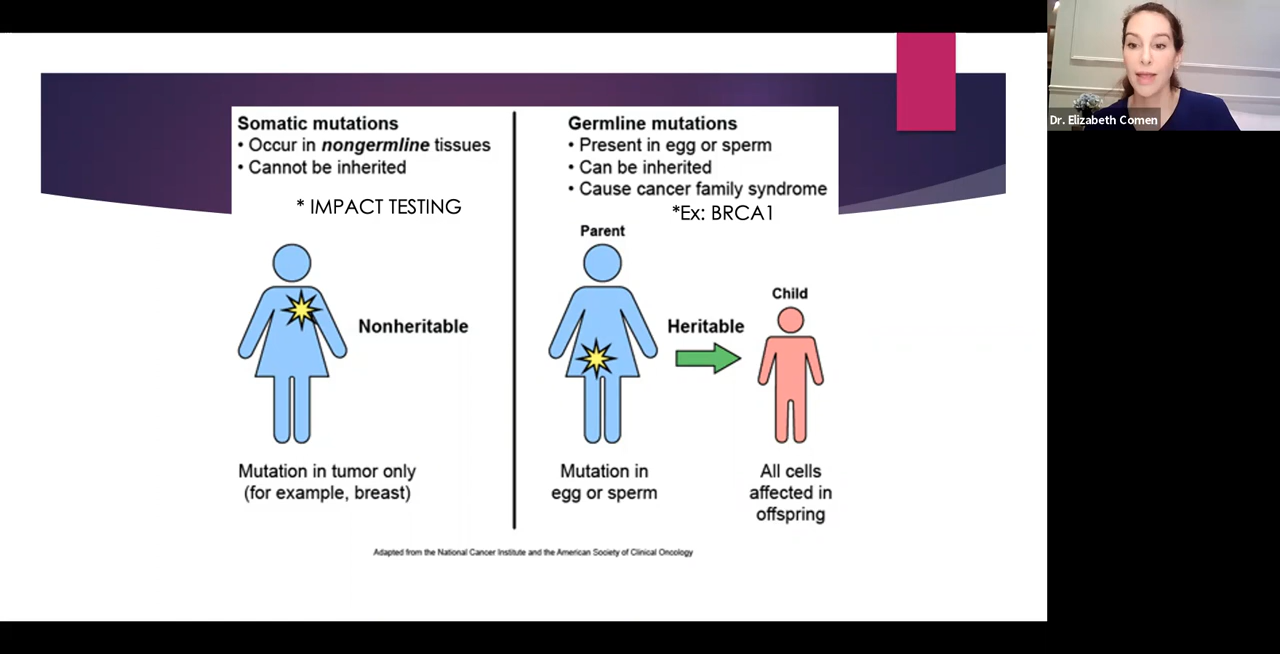 Somatic mutations
• Occur in nongermline tissues
• Cannot be inherited
* IMPACT TESTING
Nonheritable
Mutation in tumor only
(for example, breast)
Germline mutations
• Present in egg or sperm
• Can be inherited
• Cause cancer family syndrome
*Ex: BRCA1
Parent
Heritable
Child
Mutation in
egg or sperm
All cells
affected in
offspring
Adapted from the National Cancer Institute and the American Society of Clinical Oncology
Dr. Elizabeth Comen